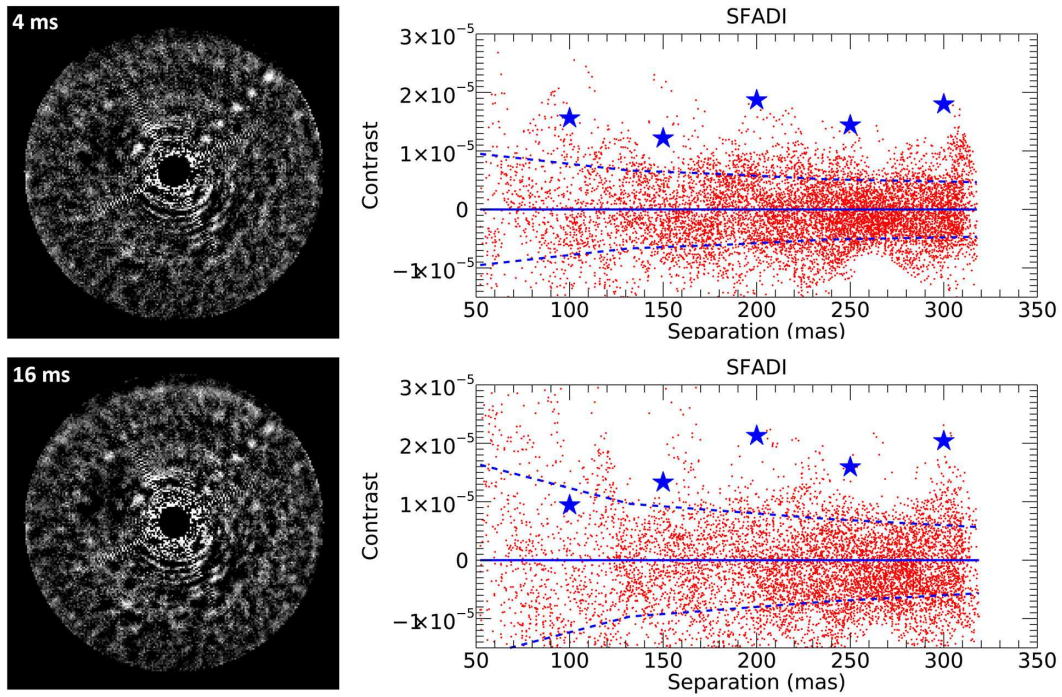 4 ms
SFADI
3×10⁻⁵
2×10⁻⁵
1×10⁻⁵
0
−1×10⁻⁵
Contrast
50 100 150 200 250 300 350
Separation (mas)
16 ms
SFADI
3×10⁻⁵
2×10⁻⁵
1×10⁻⁵
0
−1×10⁻⁵
Contrast
50 100 150 200 250 300 350
Separation (mas)